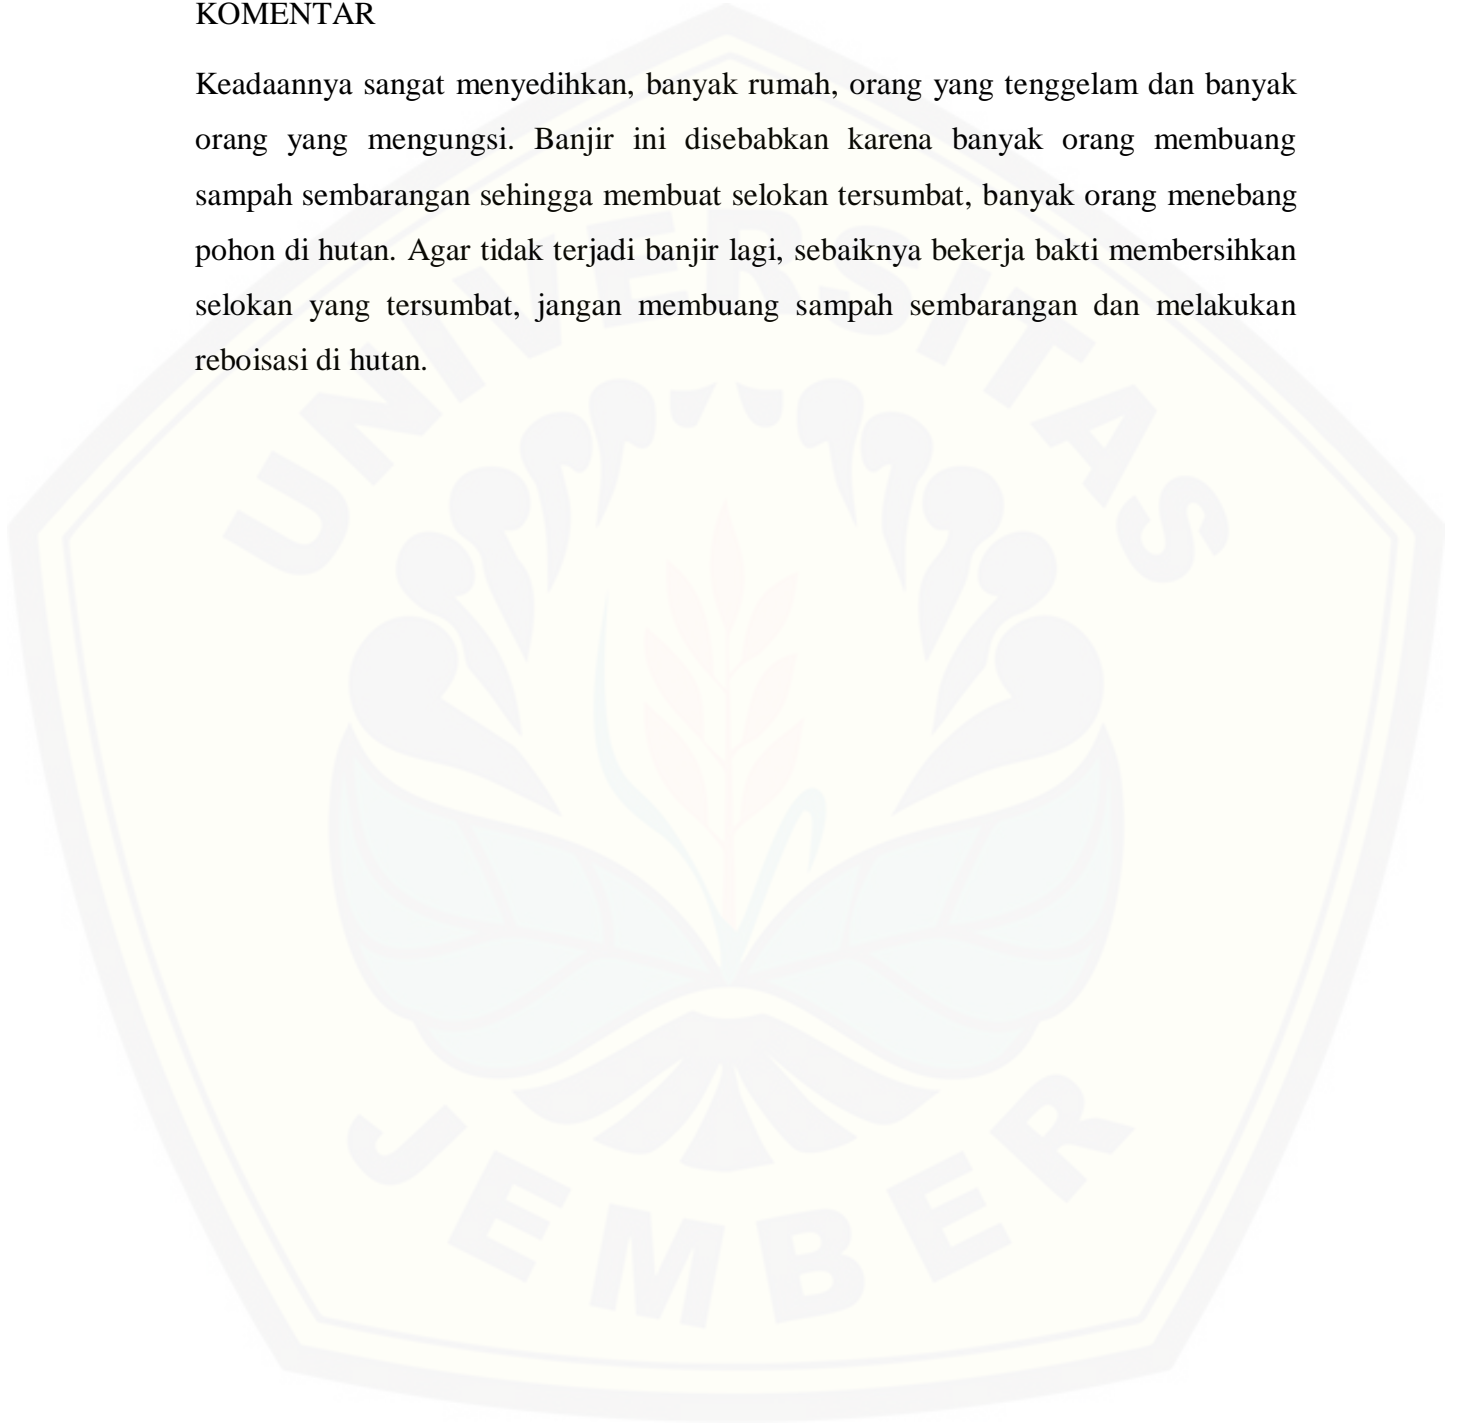 KOMENTAR
Keadaannya sangat menyedihkan, banyak rumah, orang yang tenggelam dan banyak
orang yang mengungsi. Banjir ini disebabkan karena banyak orang membuang
sampah sembarangan sehingga membuat selokan tersumbat, banyak orang menebang
pohon di hutan. Agar tidak terjadi banjir lagi, sebaiknya bekerja bakti membersihkan
selokan yang tersumbat, jangan membuang sampah sembarangan dan melakukan
reboisasi di hutan.
UNIVERSITAS
JEMBER